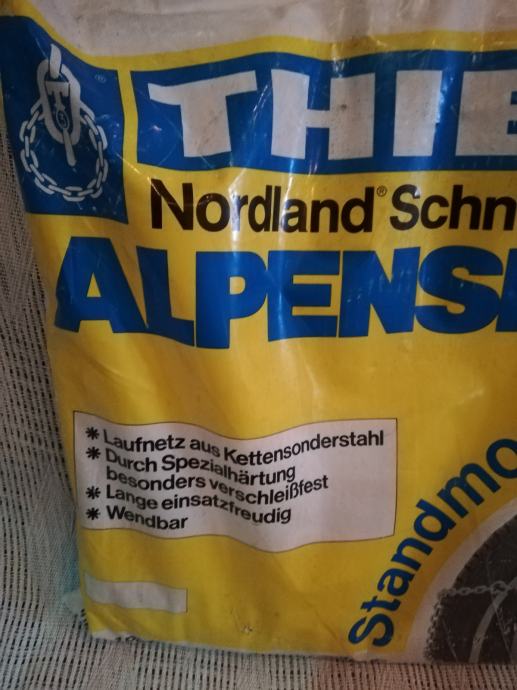 THIE
Nordland® Schn
ALPENS
* Laufnetz aus Kettensonderstahl
* Durch Spezialhärtung
besonders verschleißfest
* Lange einsatzfreudig
* Wendbar
Standmo